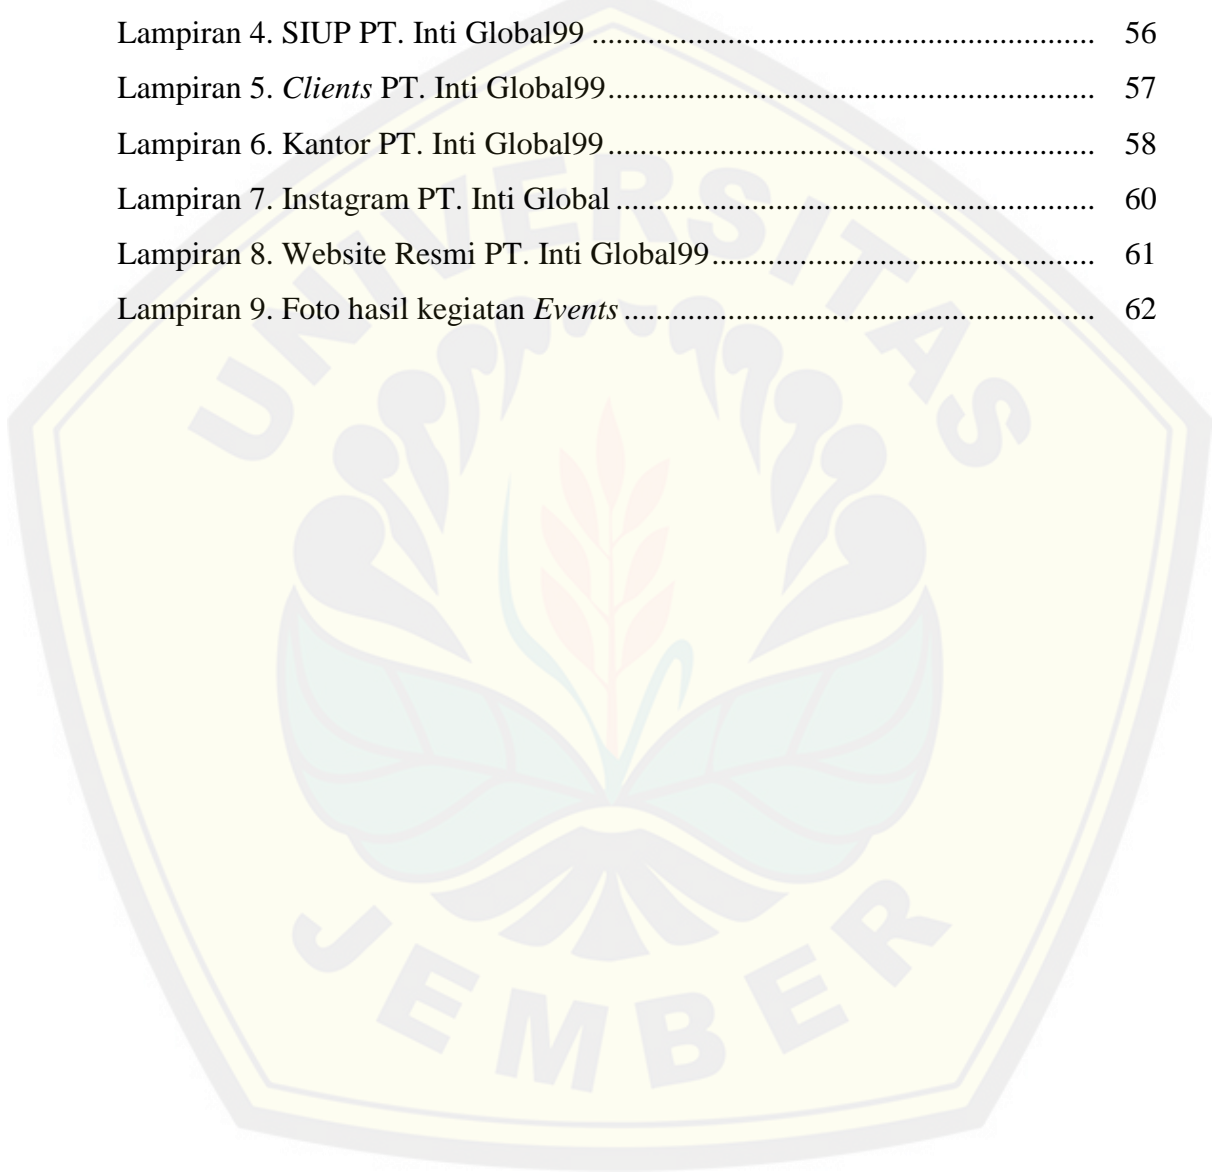 Lampiran 4. SIUP PT. Inti Global99 ................................................................ 56
Lampiran 5. Clients PT. Inti Global99.............................................................. 57
Lampiran 6. Kantor PT. Inti Global99.............................................................. 58
Lampiran 7. Instagram PT. Inti Global ............................................................. 60
Lampiran 8. Website Resmi PT. Inti Global99................................................. 61
Lampiran 9. Foto hasil kegiatan Events ............................................................ 62
UNIVERSITAS
JEMBER